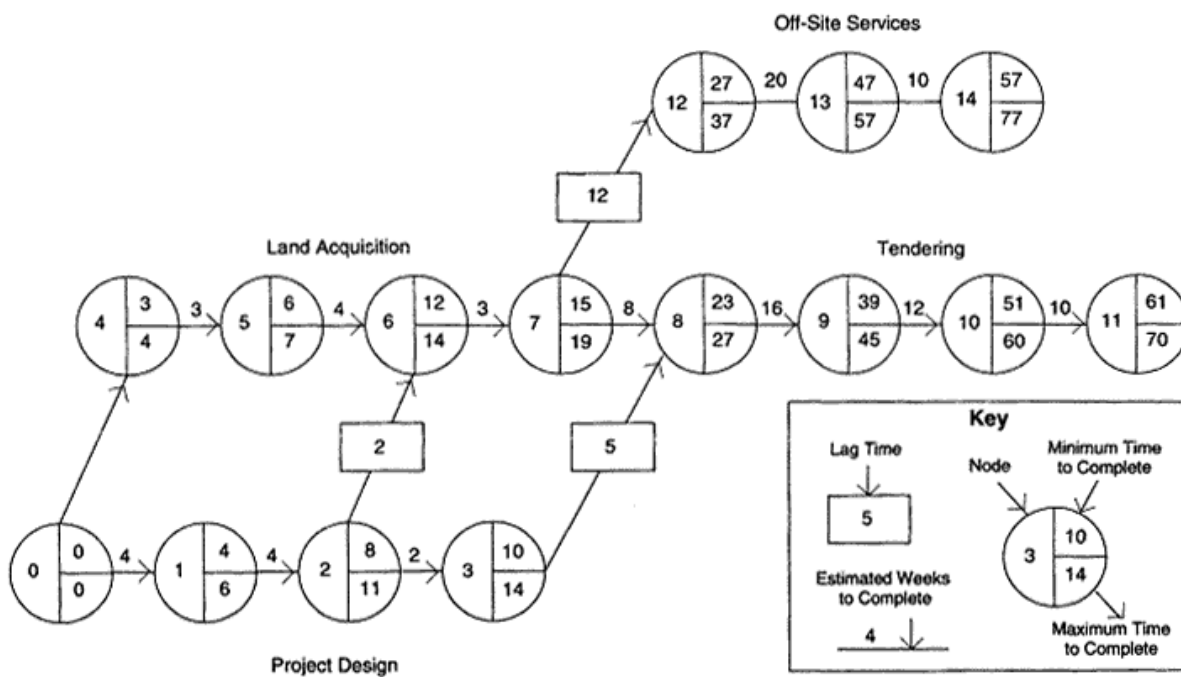 Off-Site Services
12 27 37 20 13 47 57 10 14 57 77
12
Land Acquisition
Tendering
4 3 4 3 5 6 7 4 6 12 14 3 7 15 19 8 8 23 27 16 9 39 45 12 10 51 60 10 11 61 70
2
5
0 0 0 4 1 4 6 4 2 8 11 2 3 10 14
Project Design
Key
Lag Time
5
Node
Minimum Time
to Complete
3 10 14
Estimated Weeks
to Complete
4
Maximum Time
to Complete